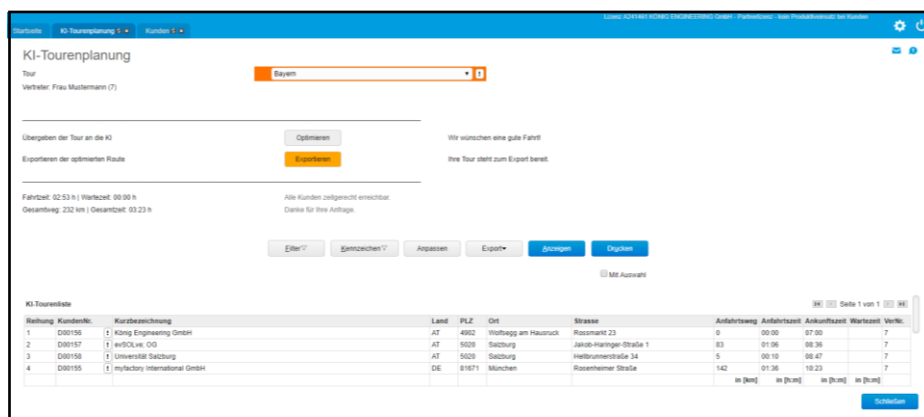 Lizenz A241461 KÖNIG ENGINEERING GmbH - Partnerlizenz - kein Produktiveinsatz bei Kunden
Startseite KI-Tourenplanung Kunden
KI-Tourenplanung
Tour Bayern
Vertreter: Frau Mustermann (7)
Übergeben der Tour an die KI Optimieren Wir wünschen eine gute Fahrt!
Exportieren der optimierten Route Exportieren Ihre Tour steht zum Export bereit.
Fahrtzeit: 02:53 h | Wartezeit: 00:00 h Alle Kunden zeitgerecht erreichbar.
Gesamtweg: 232 km | Gesamtzeit: 03:23 h Danke für Ihre Anfrage.
Filter Kennzeichen Anpassen Export Anzeigen Drucken
Mit Auswahl
KI-Tourenliste Seite 1 von 1
Reihung KundenNr. Kurzbezeichnung Land PLZ Ort Strasse Anfahrtsweg Anfahrtszeit Ankunftszeit Wartezeit VerNr.
1 D00156 König Engineering GmbH AT 4902 Wolfsegg am Hausruck Rossmarkt 23 0 00:00 07:00 7
2 D00157 evSOLve; OG AT 5020 Salzburg Jakob-Haringer-Straße 1 83 01:06 08:36 7
3 D00158 Universität Salzburg AT 5020 Salzburg Hellbrunnerstraße 34 5 00:10 08:47 7
4 D00155 myfactory International GmbH DE 81671 München Rosenheimer Straße 142 01:36 10:23 7
in [km] in [h:m] in [h:m] in [h:m]
Schließen